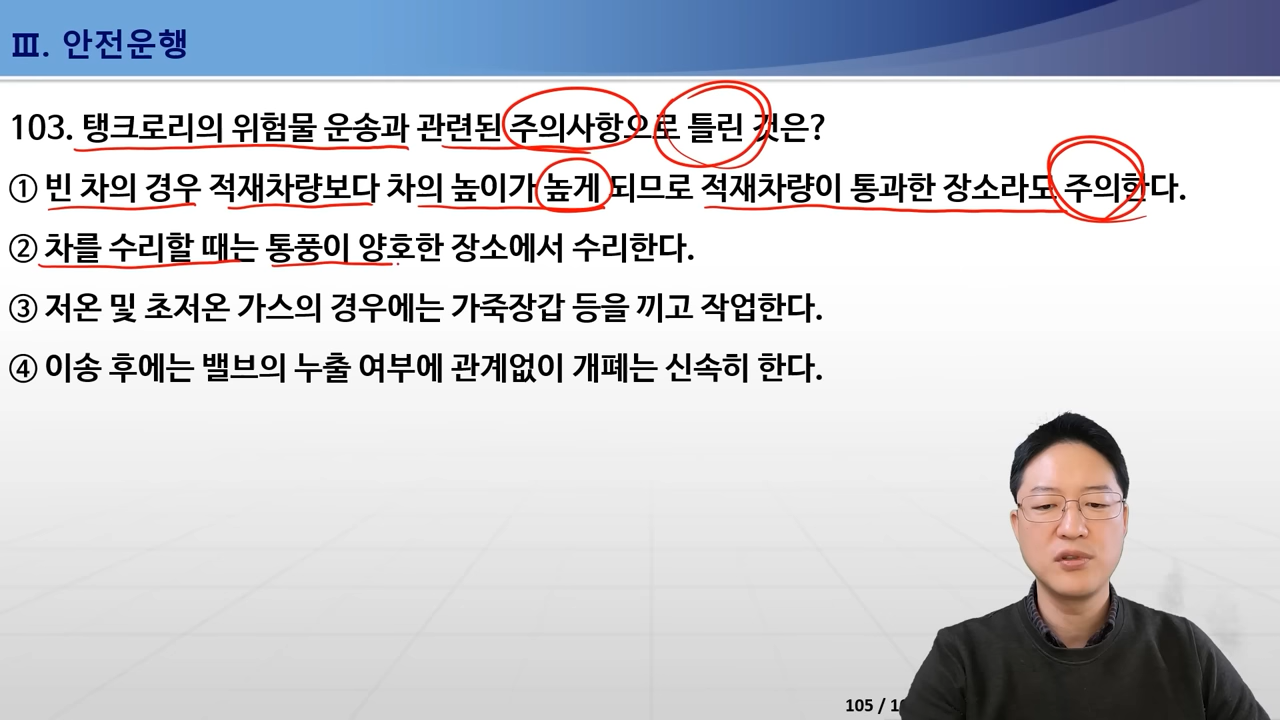 Ⅲ. 안전운행
103. 탱크로리의 위험물 운송과 관련된 주의사항으로 틀린 것은?
① 빈 차의 경우 적재차량보다 차의 높이가 높게 되므로 적재차량이 통과한 장소라도 주의한다.
② 차를 수리할 때는 통풍이 양호한 장소에서 수리한다.
③ 저온 및 초저온 가스의 경우에는 가죽장갑 등을 끼고 작업한다.
④ 이송 후에는 밸브의 누출 여부에 관계없이 개폐는 신속히 한다.
105 /